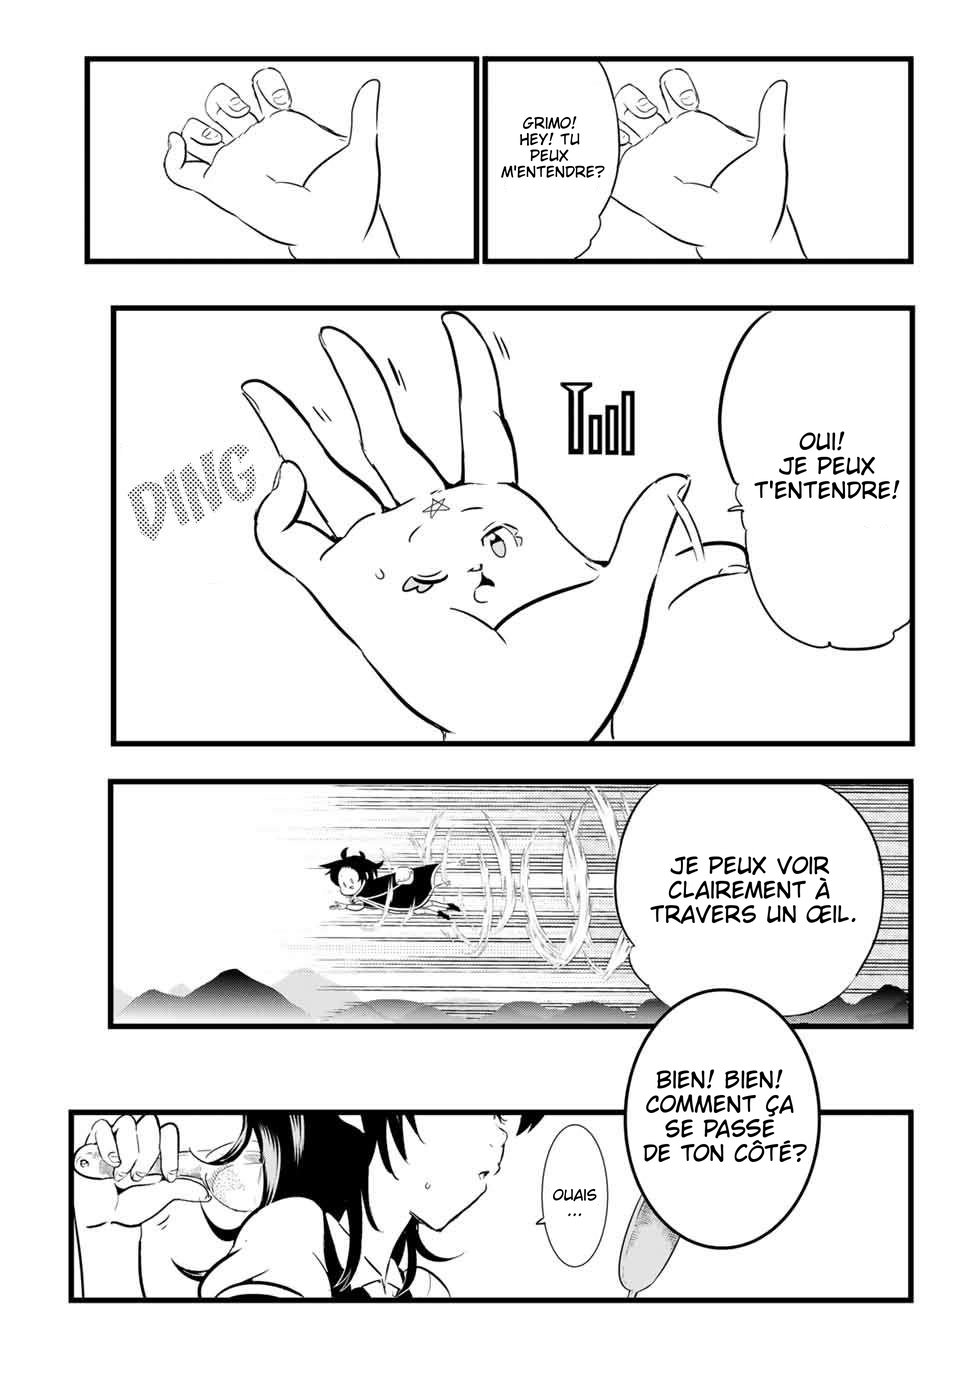 GRIMO!
HEY! TU
PEUX
M'ENTENDRE?
OUI!
JE PEUX
T'ENTENDRE!
DING
JE PEUX VOIR
CLAIREMENT À
TRAVERS UN ŒIL.
BIEN! BIEN!
COMMENT ÇA
SE PASSE
DE TON CÔTÉ?
OUAIS
...